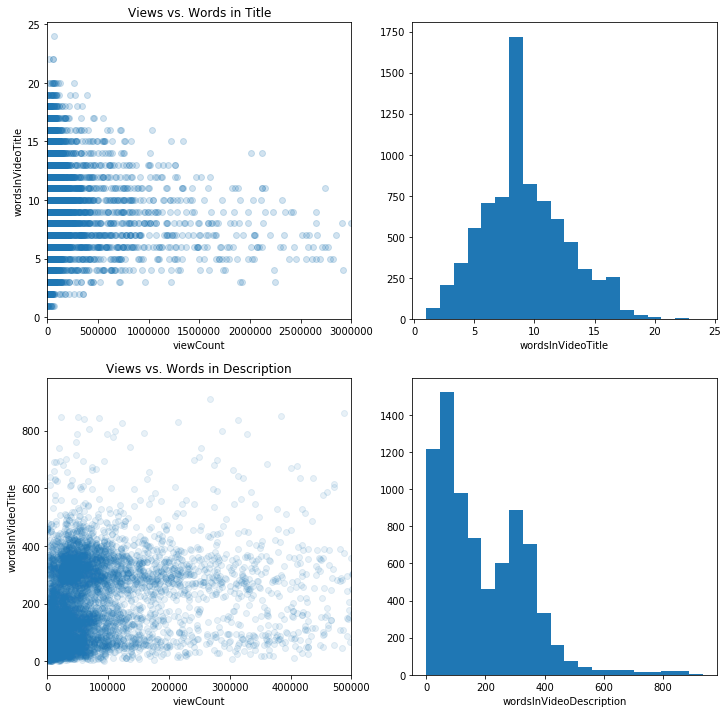 Views vs. Words in Title
25
20
15
10
5
0
wordsInVideoTitle
0 500000 1000000 1500000 2000000 2500000 3000000
viewCount
1750
1500
1250
1000
750
500
250
0
0 5 10 15 20 25
wordsInVideoTitle
Views vs. Words in Description
800
600
400
200
0
wordsInVideoTitle
0 100000 200000 300000 400000 500000
viewCount
1400
1200
1000
800
600
400
200
0
0 200 400 600 800
wordsInVideoDescription